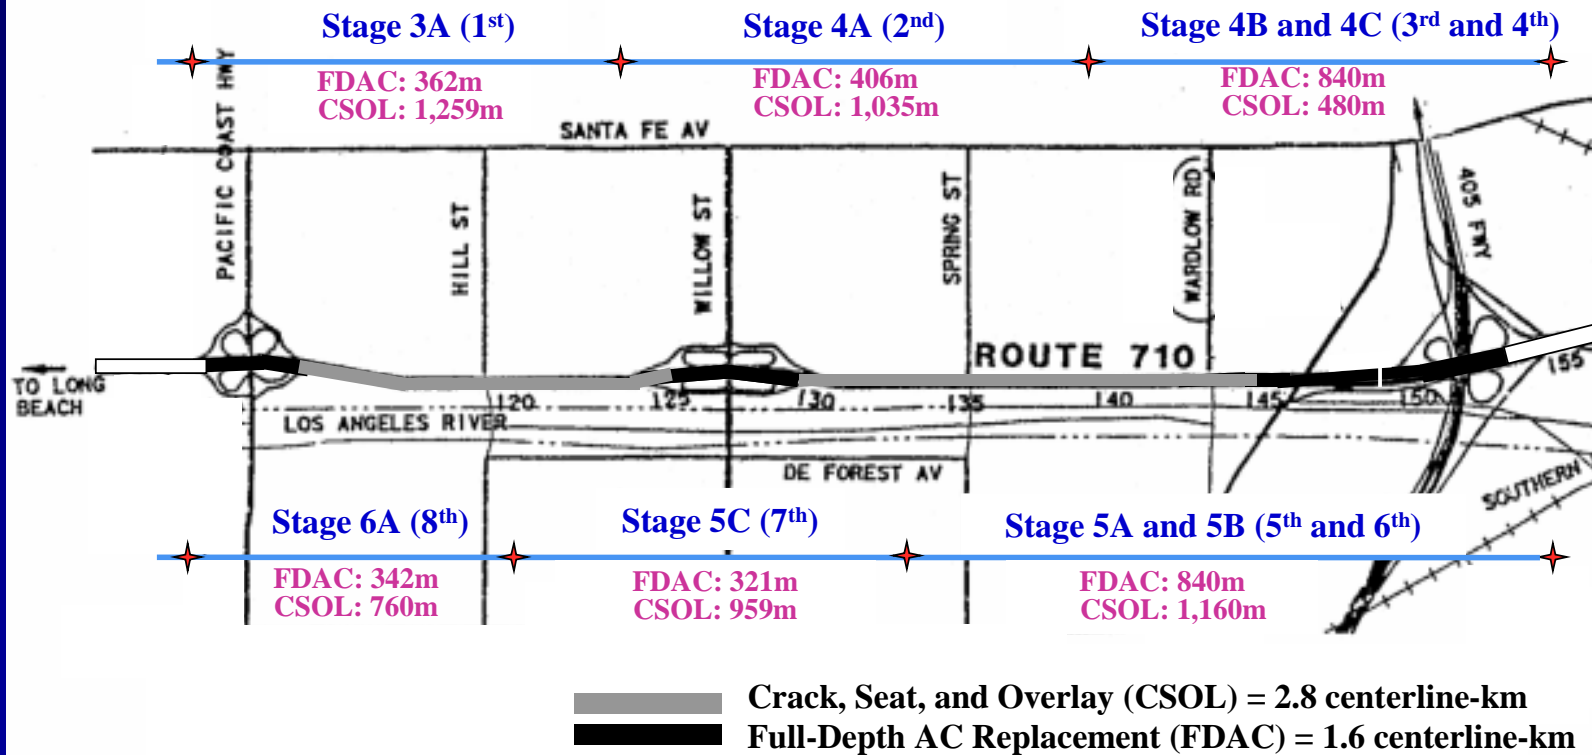 Stage 3A (1st)
Stage 4A (2nd)
Stage 4B and 4C (3rd and 4th)
FDAC: 362m
CSOL: 1,259m
FDAC: 406m
CSOL: 1,035m
FDAC: 840m
CSOL: 480m
PACIFIC COAST HWY
SANTA FE AV
HILL ST
WILLOW ST
SPRING ST
WARDLOW RD
405 FWY
ROUTE 710
TO LONG
BEACH
120
125
130
135
140
145
150
155
LOS ANGELES RIVER
DE FOREST AV
SOUTHERN
Stage 6A (8th)
Stage 5C (7th)
Stage 5A and 5B (5th and 6th)
FDAC: 342m
CSOL: 760m
FDAC: 321m
CSOL: 959m
FDAC: 840m
CSOL: 1,160m
Crack, Seat, and Overlay (CSOL) = 2.8 centerline-km
Full-Depth AC Replacement (FDAC) = 1.6 centerline-km